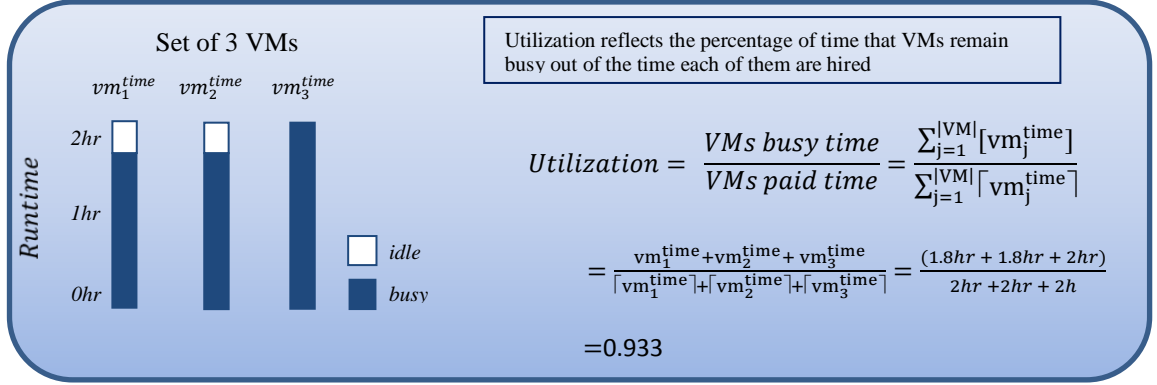 Set of 3 VMs
vm₁^time vm₂^time vm₃^time
2hr
1hr
0hr
Runtime
idle
busy
Utilization reflects the percentage of time that VMs remain
busy out of the time each of them are hired
Utilization = VMs busy time / VMs paid time = ∑_{j=1}^{|VM|}[vm_j^time] / ∑_{j=1}^{|VM|}⌈vm_j^time⌉
= vm₁^time+vm₂^time+ vm₃^time / ⌈vm₁^time⌉+⌈vm₂^time⌉+⌈vm₃^time⌉ = (1.8hr + 1.8hr + 2hr) / 2hr +2hr + 2h
=0.933